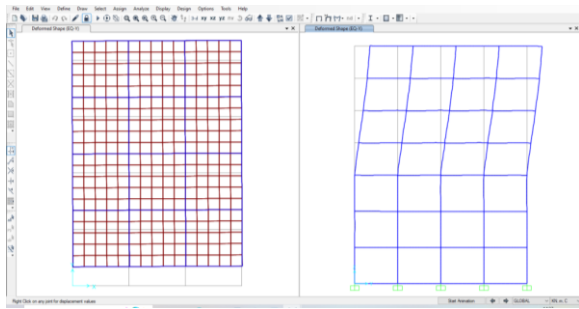 File Edit View Define Draw Select Assign Analyze Display Design Options Tools Help
Deformed Shape (EQ-Y)
Deformed Shape (EQ-Y)
Right Click on any joint for displacement values
Start Animation
GLOBAL
KN, m, C